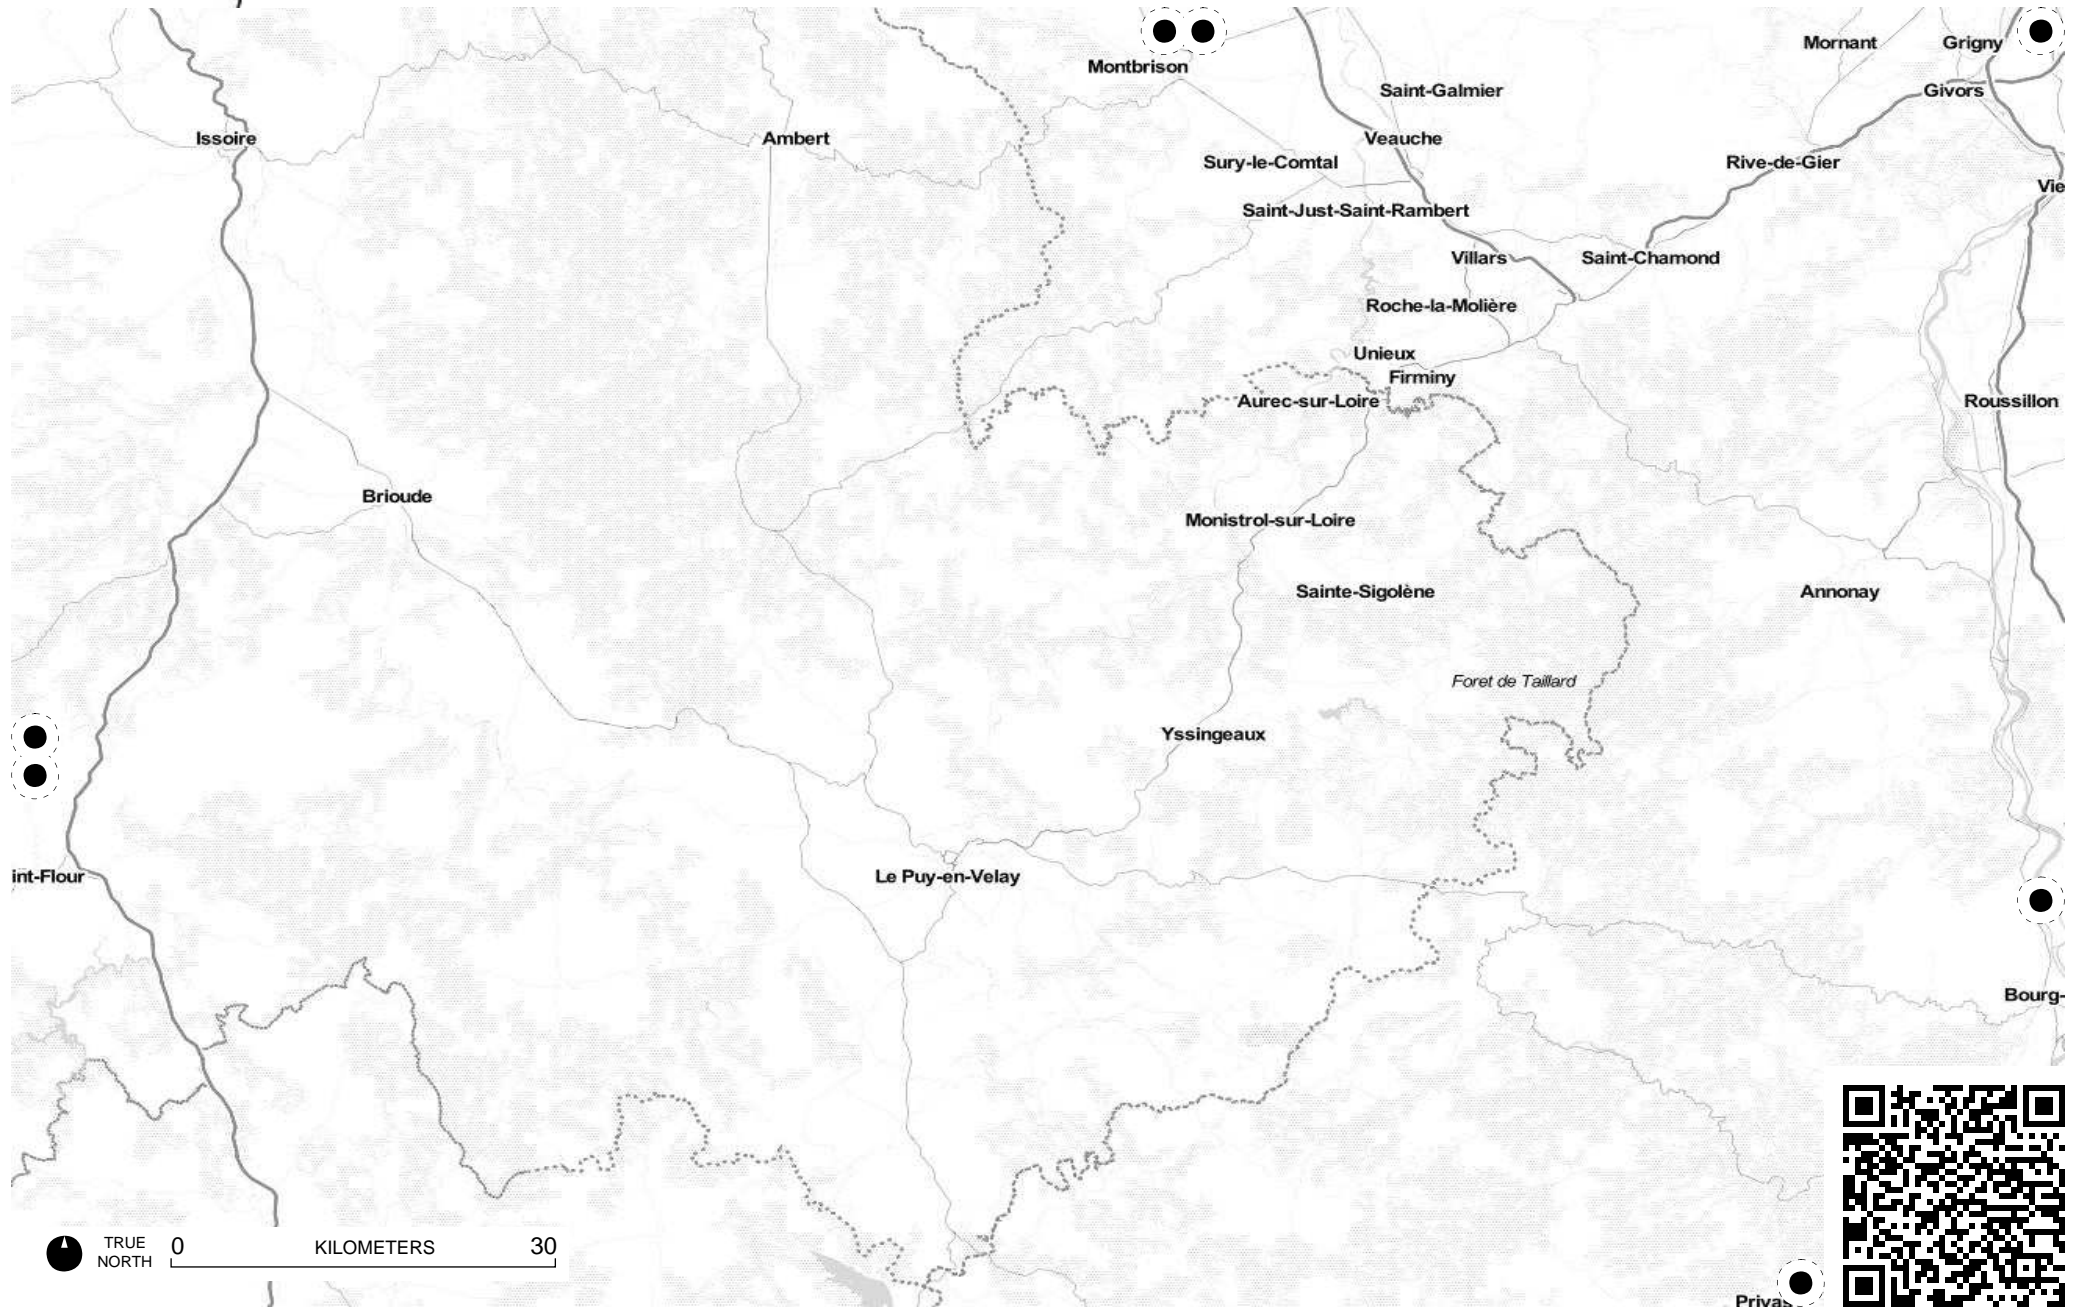 Mornant
Grigny
Montbrison
Saint-Galmier
Givors
Issoire
Ambert
Veauche
Sury-le-Comtal
Rive-de-Gier
Vie
Saint-Just-Saint-Rambert
Villars
Saint-Chamond
Roche-la-Molière
Unieux
Firminy
Aurec-sur-Loire
Roussillon
Brioude
Monistrol-sur-Loire
Sainte-Sigolène
Annonay
Foret de Taillard
Yssingeaux
int-Flour
Le Puy-en-Velay
Bourg-
TRUE
NORTH
0 KILOMETERS 30
Privas